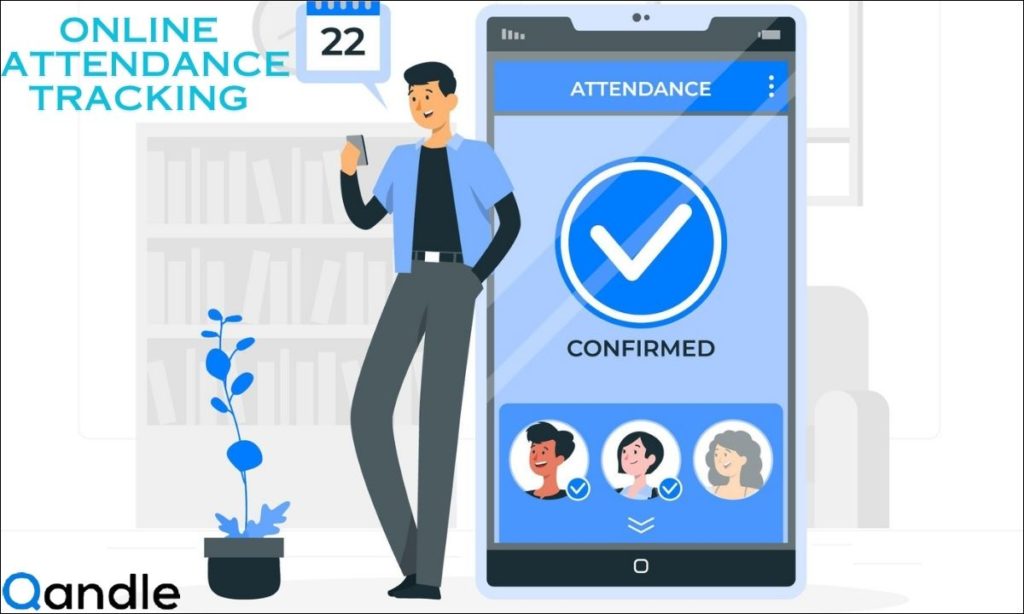 ONLINE
ATTENDANCE
TRACKING
22
ATTENDANCE
CONFIRMED
Qandle